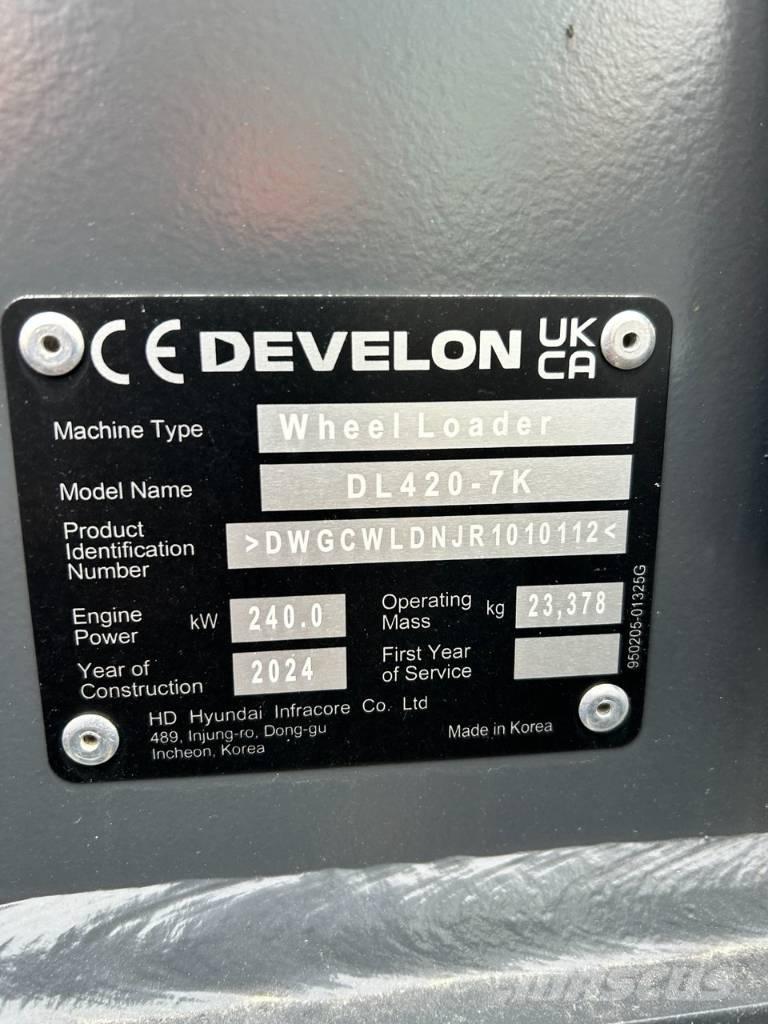 CE DEVELON UK CA
Machine Type Wheel Loader
Model Name DL420-7K
Product
Identification
Number >DWGCWLDNJR1010112<
Engine
Power kW 240.0 Operating
Mass kg 23,378
Year of
Construction 2024 First Year
of Service
950205-01325G
HD Hyundai Infracore Co. Ltd
489, Injung-ro, Dong-gu
Incheon, Korea
Made in Korea